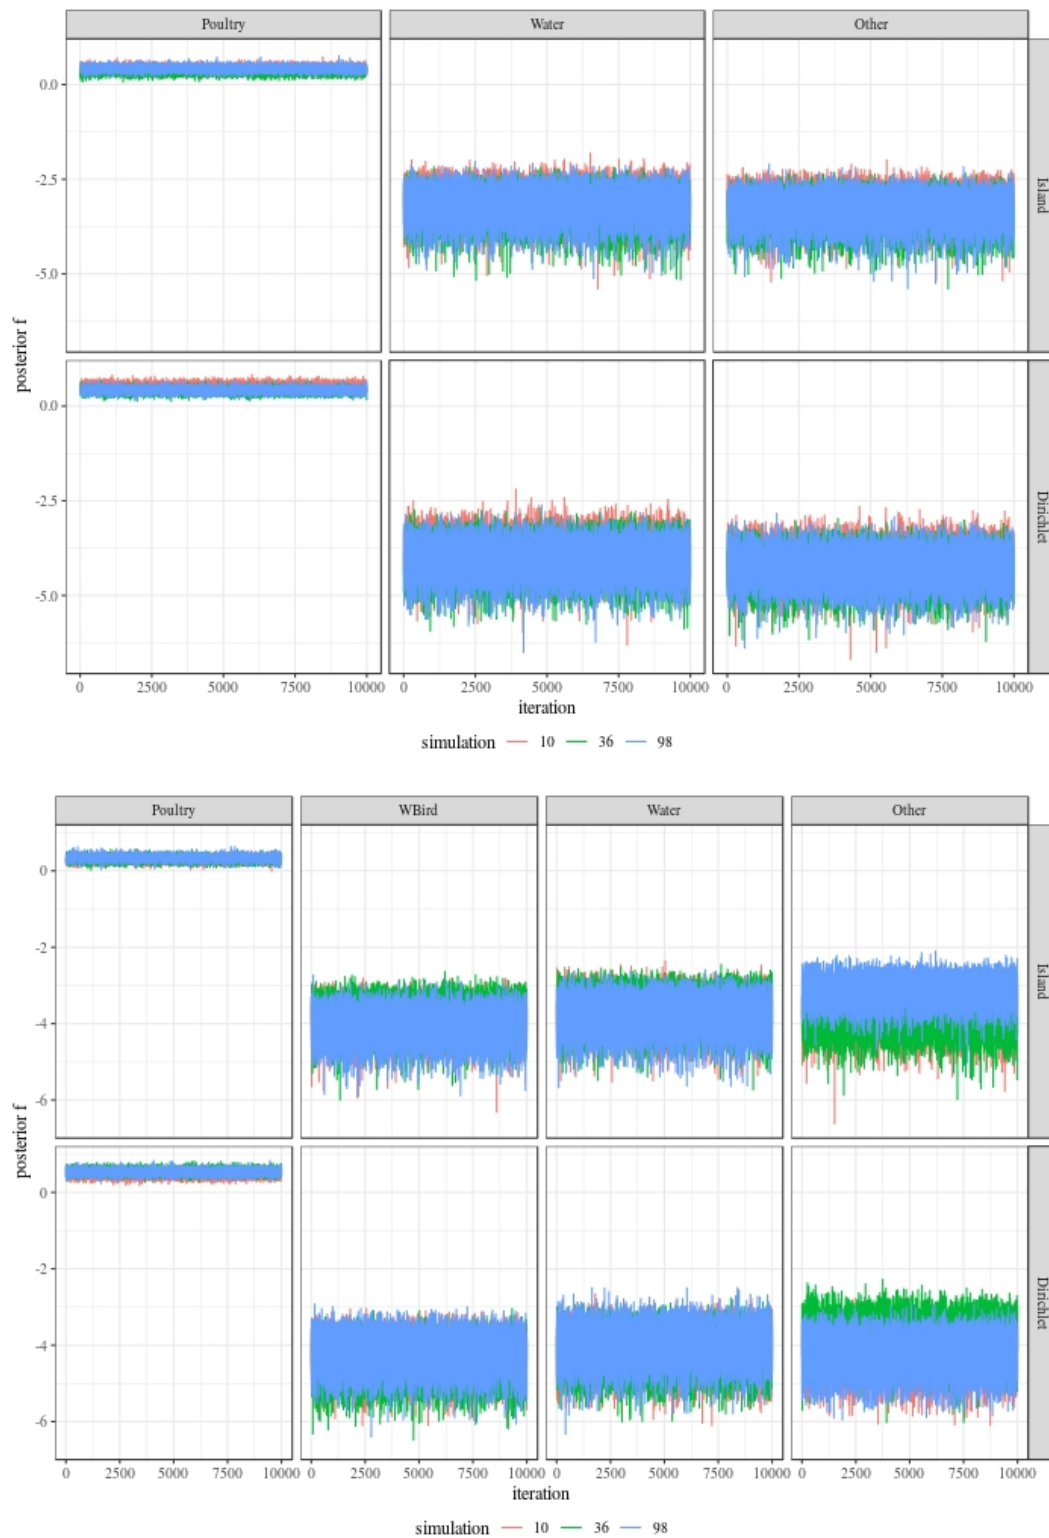 Poultry Water Other
0.0
-2.5
-5.0
Island
posterior f
0.0
-2.5
-5.0
Dirichlet
0 2500 5000 7500 10000 0 2500 5000 7500 10000 0 2500 5000 7500 10000
iteration
simulation 10 36 98
Poultry WBird Water Other
0
-2
-4
-6
Island
posterior f
0
-2
-4
-6
Dirichlet
0 2500 5000 7500 10000 0 2500 5000 7500 10000 0 2500 5000 7500 10000 0 2500 5000 7500 10000
iteration
simulation 10 36 98